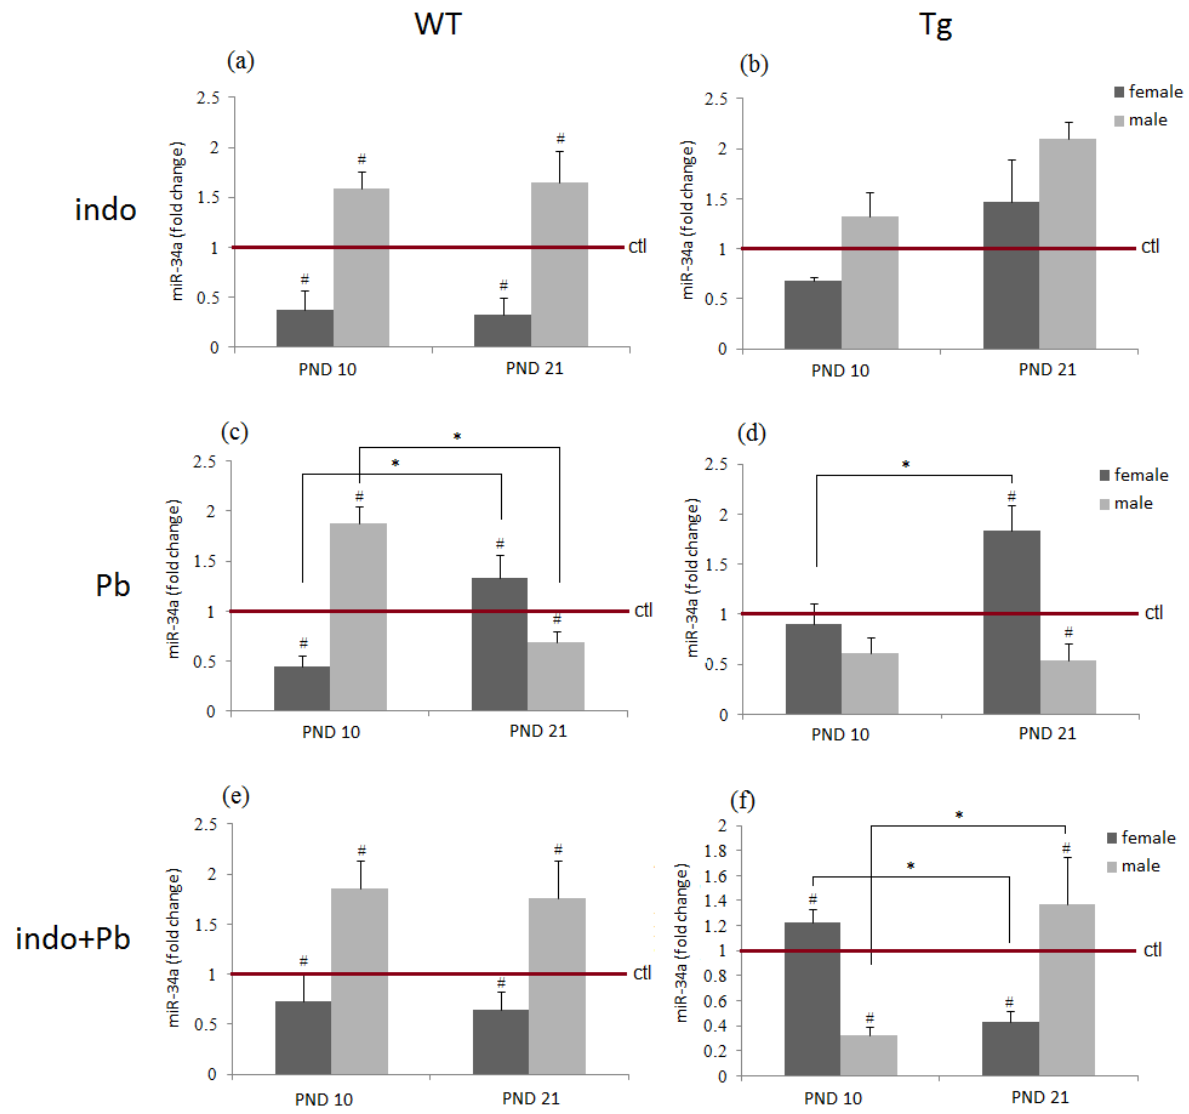 WT
Tg
indo
(a)
miR-34a (fold change)
2.5
2
1.5
1
0.5
0
#
#
#
#
ctl
PND 10
PND 21
(b)
miR-34a (fold change)
2.5
2
1.5
1
0.5
0
female
male
ctl
PND 10
PND 21
Pb
(c)
miR-34a (fold change)
2.5
2
1.5
1
0.5
0
*
*
#
#
#
#
ctl
PND 10
PND 21
(d)
miR-34a (fold change)
2.5
2
1.5
1
0.5
0
*
#
#
female
male
ctl
PND 10
PND 21
indo+Pb
(e)
miR-34a (fold change)
2.5
2
1.5
1
0.5
0
#
#
#
#
ctl
PND 10
PND 21
(f)
miR-34a (fold change)
2
1.8
1.6
1.4
1.2
1
0.8
0.6
0.4
0.2
0
*
*
#
#
#
#
female
male
ctl
PND 10
PND 21